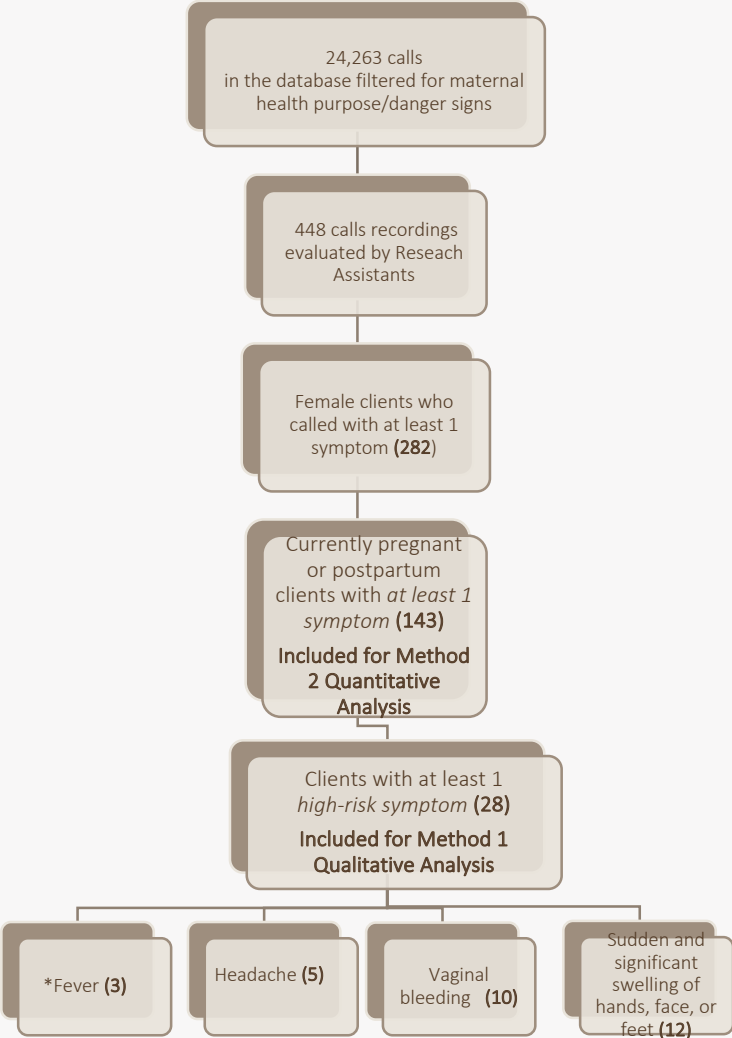 24,263 calls
in the database filtered for maternal
health purpose/danger signs
448 calls recordings
evaluated by Reseach
Assistants
Female clients who
called with at least 1
symptom (282)
Currently pregnant
or postpartum
clients with at least 1
symptom (143)
Included for Method
2 Quantitative
Analysis
Clients with at least 1
high-risk symptom (28)
Included for Method 1
Qualitative Analysis
*Fever (3)
Headache (5)
Vaginal
bleeding (10)
Sudden and
significant
swelling of
hands, face, or
feet (12)